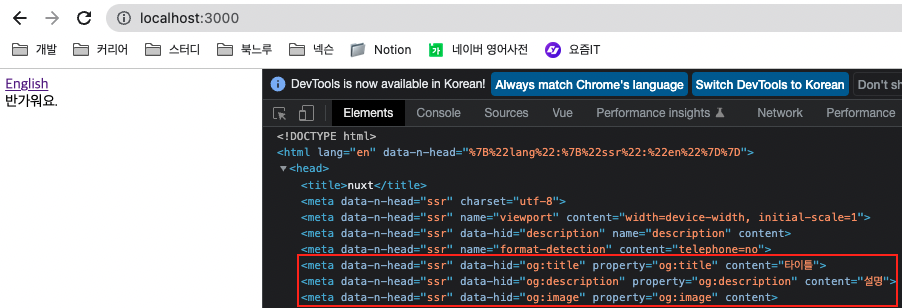 localhost:3000
개발 커리어 스터디 북느루 넥슨 Notion 네이버 영어사전 요즘IT
English
반가워요.
DevTools is now available in Korean! Always match Chrome's language Switch DevTools to Korean Don't sh
Elements Console Sources Vue Performance insights Network Performance
<!DOCTYPE html>
<html lang="en" data-n-head="%7B%22lang%22:%7B%22ssr%22:%22en%22%7D%7D">
<head>
<title>nuxt</title>
<meta data-n-head="ssr" charset="utf-8">
<meta data-n-head="ssr" name="viewport" content="width=device-width, initial-scale=1">
<meta data-n-head="ssr" data-hid="description" name="description" content>
<meta data-n-head="ssr" name="format-detection" content="telephone=no">
<meta data-n-head="ssr" data-hid="og:title" property="og:title" content="타이틀">
<meta data-n-head="ssr" data-hid="og:description" property="og:description" content="설명">
<meta data-n-head="ssr" data-hid="og:image" property="og:image" content>